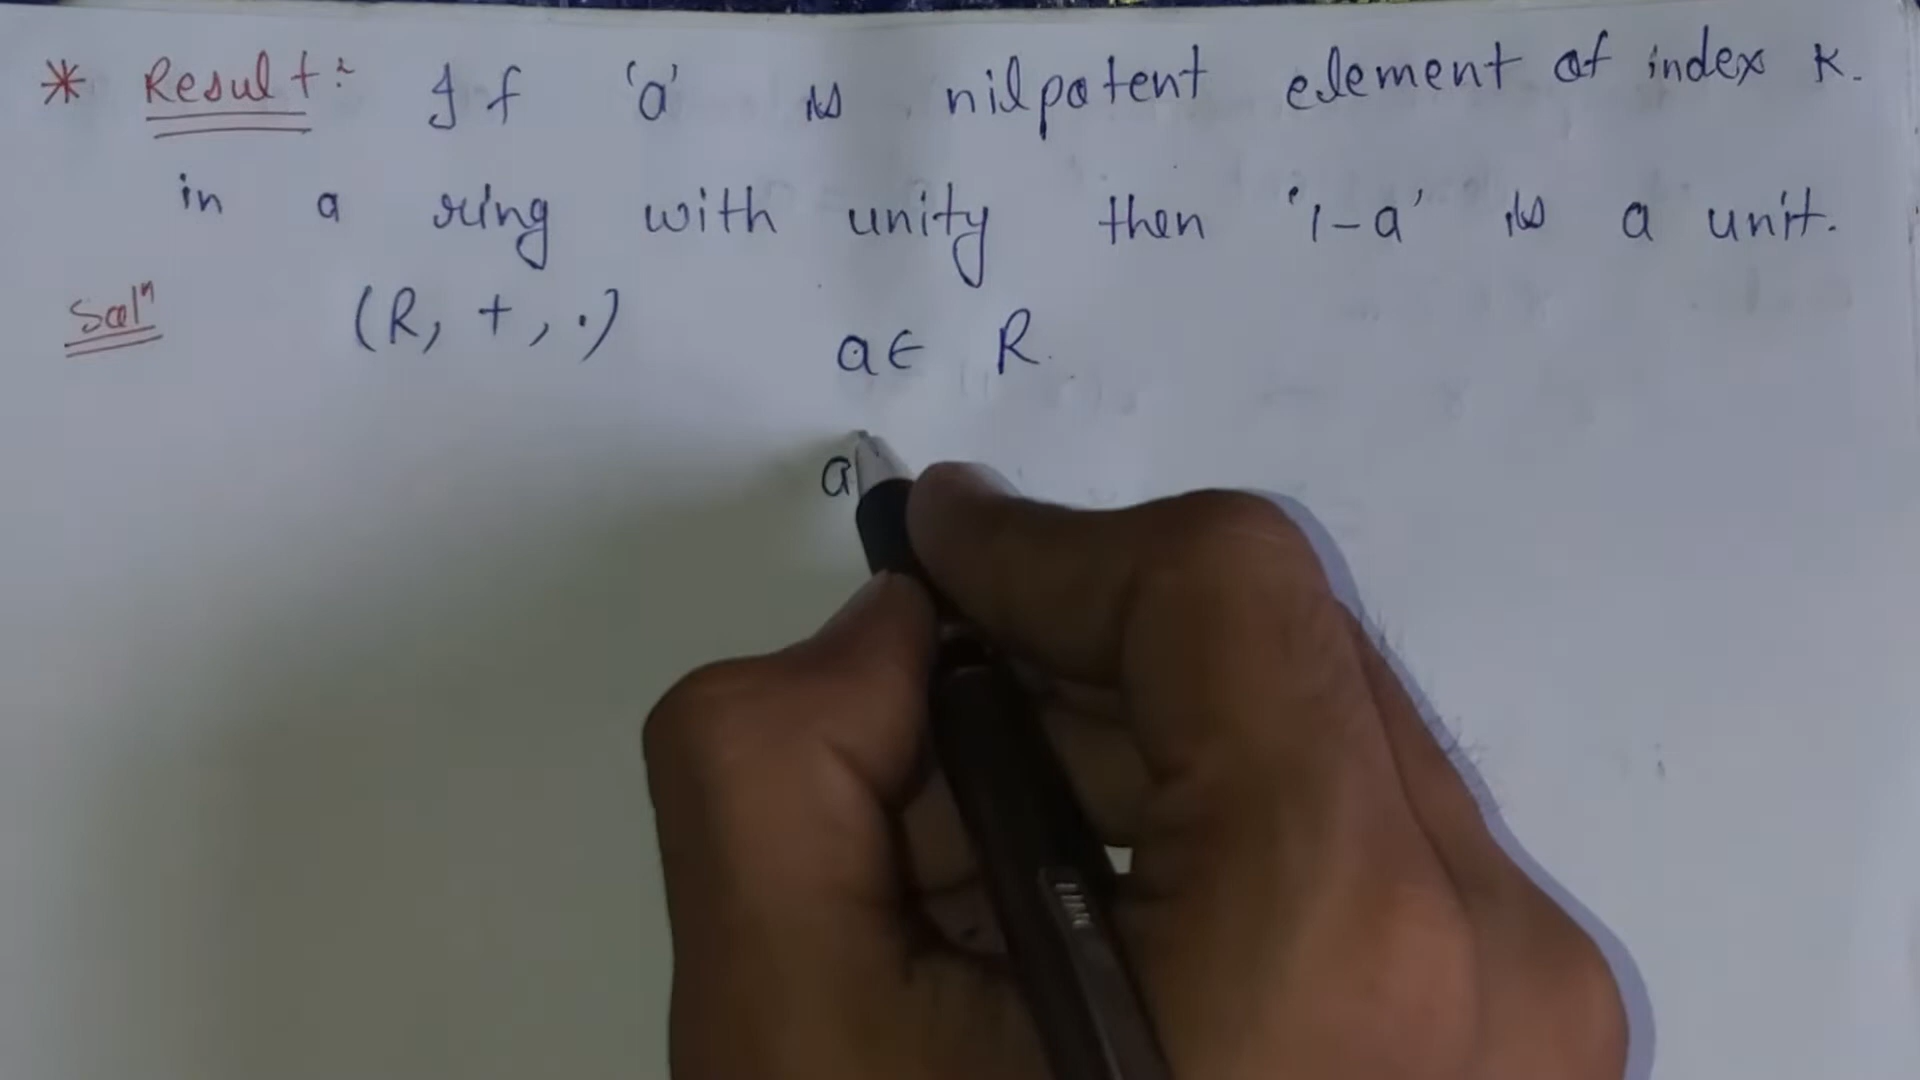 * Result: If 'a' is nilpotent element of index k.
in a ring with unity then '1-a' is a unit.
Solⁿ (R, +, .) a ∈ R.
a